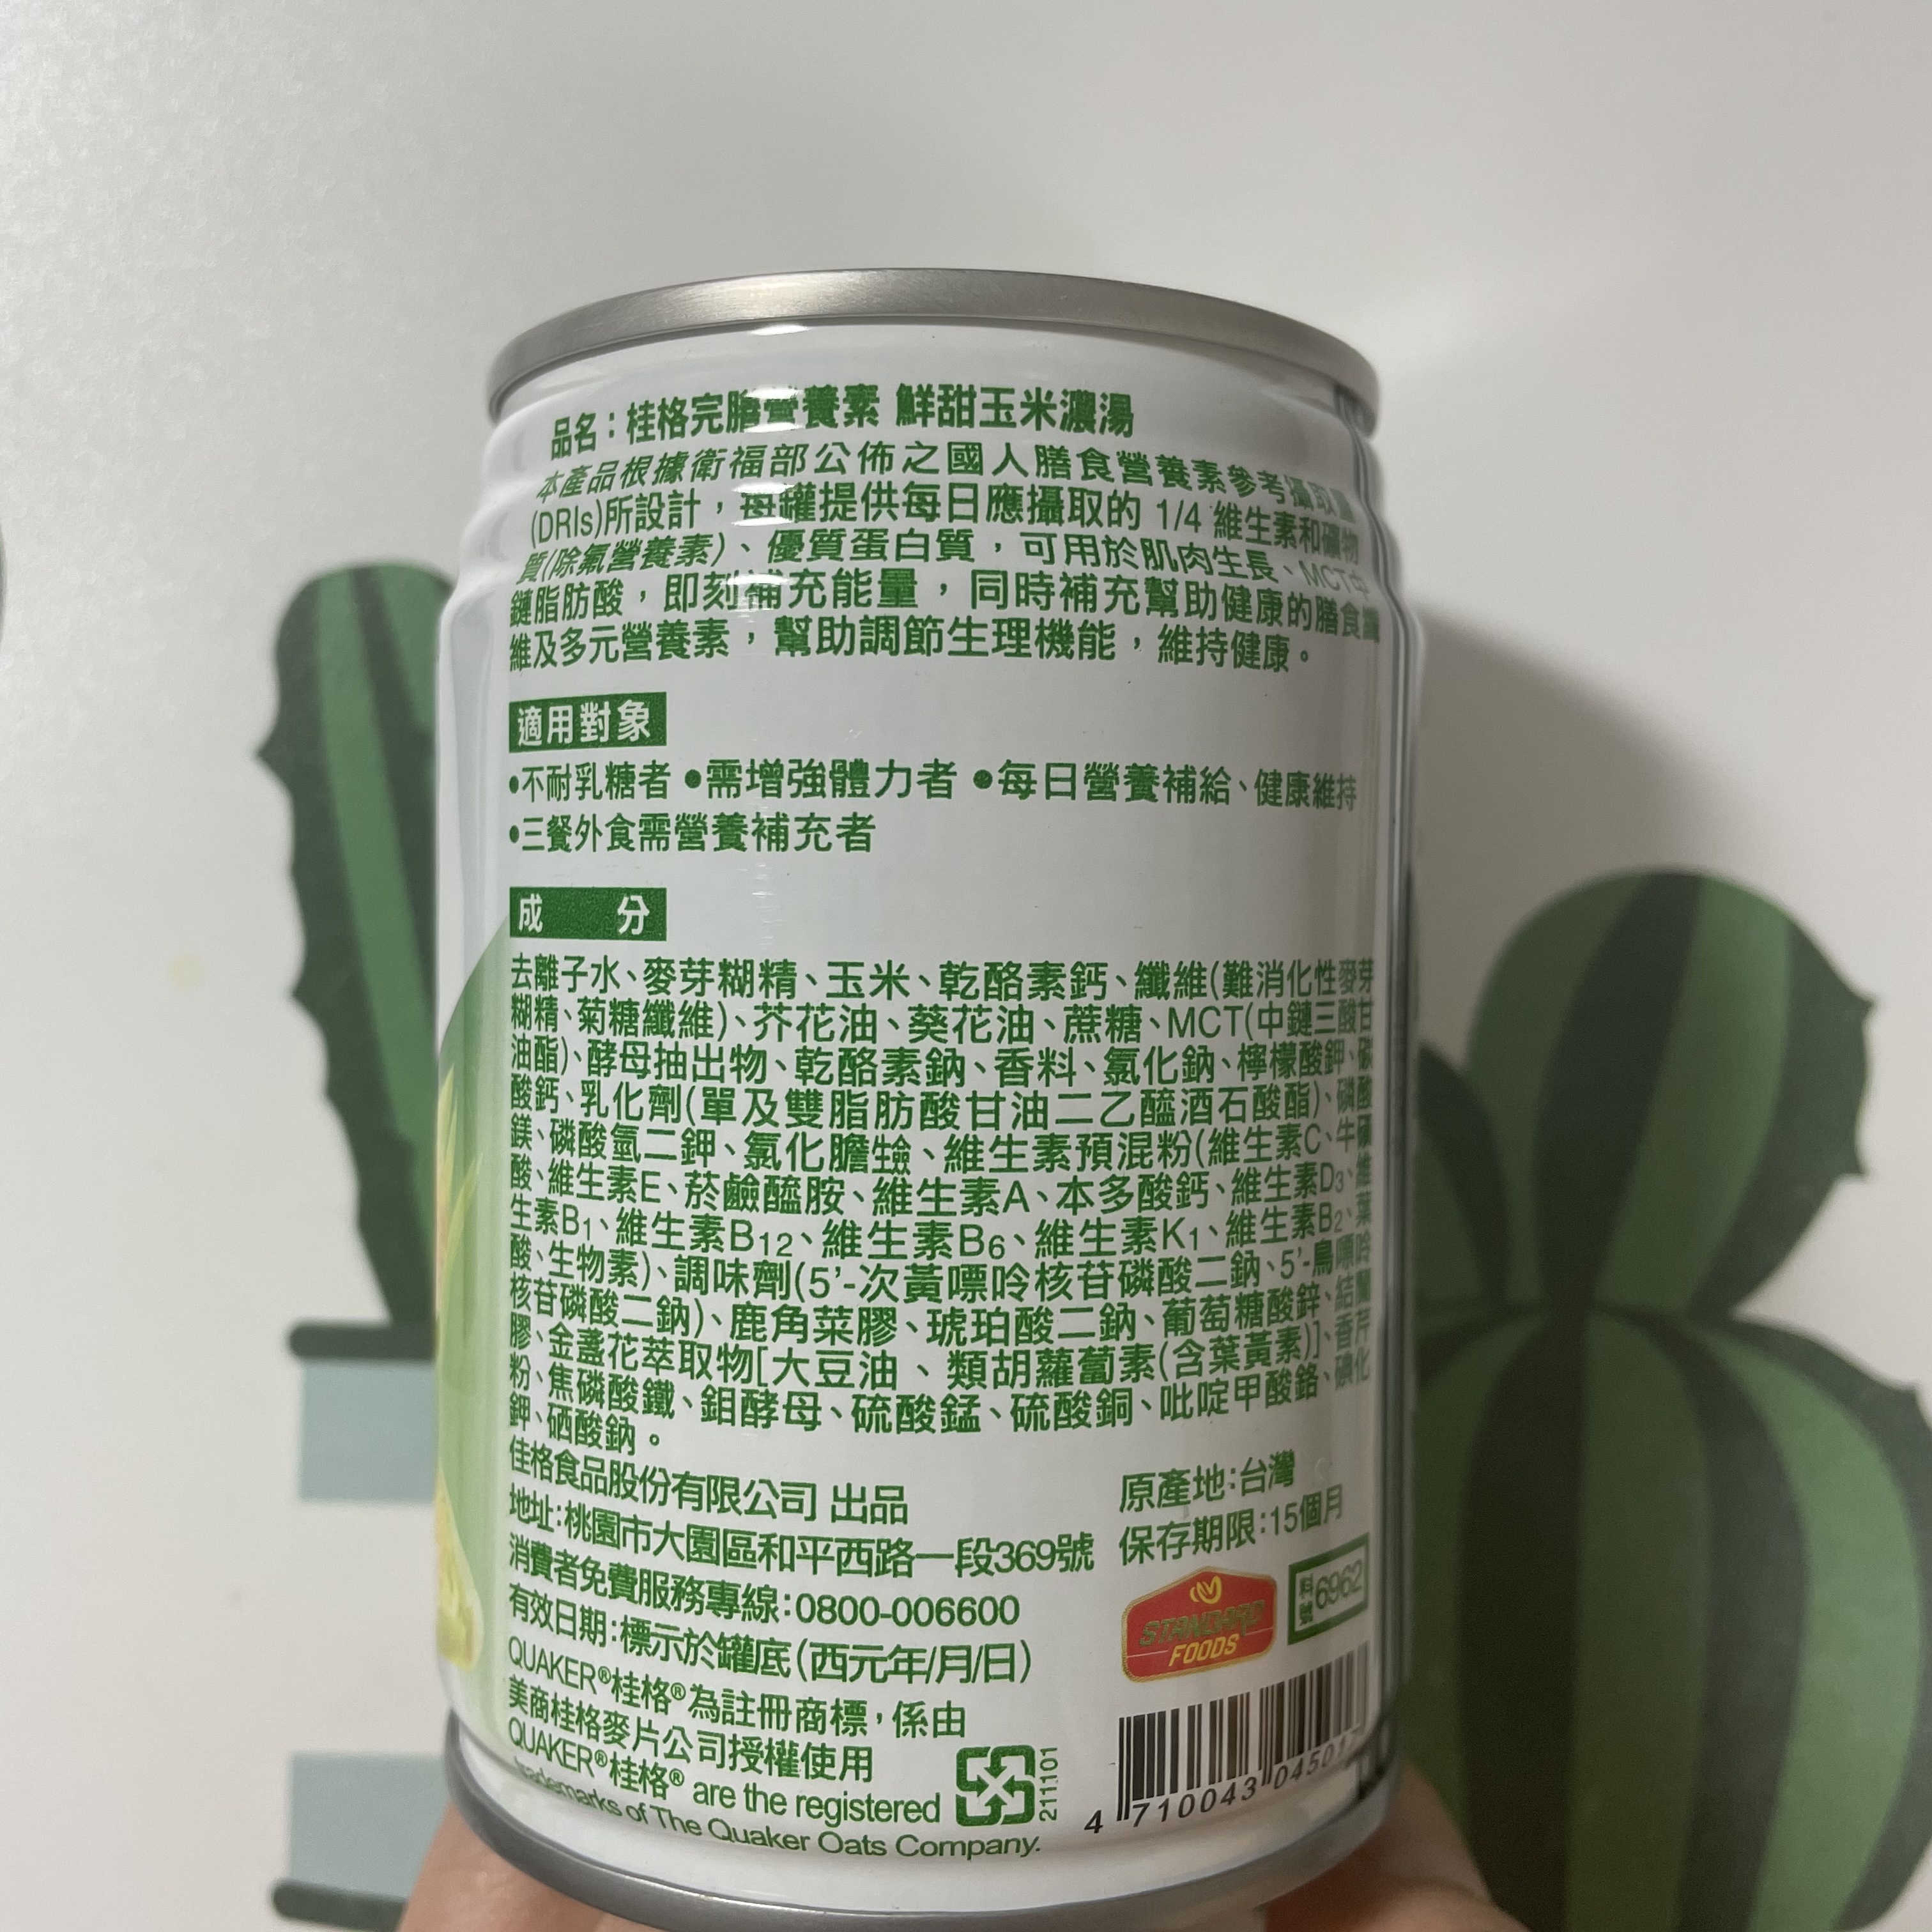 品名：桂格完膳營養素 鮮甜玉米濃湯
本產品根據衛福部公佈之國人膳食營養素參考攝取量
(DRIs)所設計，每罐提供每日應攝取的 1/4 維生素和礦物
質(除氟營養素)、優質蛋白質，可用於肌肉生長、MCT中
鏈脂肪酸，即刻補充能量，同時補充幫助健康的膳食纖
維及多元營養素，幫助調節生理機能，維持健康。
適用對象
•不耐乳糖者 •需增強體力者 •每日營養補給、健康維持
•三餐外食需營養補充者
成 分
去離子水、麥芽糊精、玉米、乾酪素鈣、纖維(難消化性麥芽
糊精、菊糖纖維)、芥花油、葵花油、蔗糖、MCT(中鏈三酸甘
油酯)、酵母抽出物、乾酪素鈉、香料、氯化鈉、檸檬酸鉀、碳
酸鈣、乳化劑(單及雙脂肪酸甘油二乙醯酒石酸酯)、磷酸
鎂、磷酸氫二鉀、氯化膽鹼、維生素預混粉(維生素C、牛磺
酸、維生素E、菸鹼醯胺、維生素A、本多酸鈣、維生素D3、維
生素B1、維生素B12、維生素B6、維生素K1、維生素B2、葉
酸、生物素)、調味劑(5'-次黃嘌呤核苷磷酸二鈉、5'-鳥嘌呤
核苷磷酸二鈉)、鹿角菜膠、琥珀酸二鈉、葡萄糖酸鋅、結蘭
膠、金盞花萃取物[大豆油、類胡蘿蔔素(含葉黃素)]、香芹
粉、焦磷酸鐵、鉬酵母、硫酸錳、硫酸銅、吡啶甲酸鉻、碘化
鉀、硒酸鈉。
佳格食品股份有限公司 出品
地址：桃園市大園區和平西路一段369號
消費者免費服務專線：0800-006600
有效日期：標示於罐底(西元年/月/日)
QUAKER®桂格®為註冊商標，係由
美商桂格麥片公司授權使用
QUAKER®桂格® are the registered
trademarks of The Quaker Oats Company.
原產地：台灣
保存期限：15個月
STANDARD
FOODS
料號 6962
211101
4 710043 04501